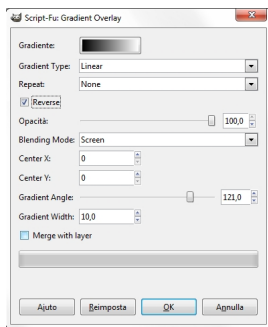 Script-Fu: Gradient Overlay
Gradiente:
Gradient Type: Linear
Repeat: None
Reverse
Opacità: 100,0
Blending Mode: Screen
Center X: 0
Center Y: 0
Gradient Angle: 121,0
Gradient Width: 10,0
Merge with layer
Aiuto Reimposta OK Annulla